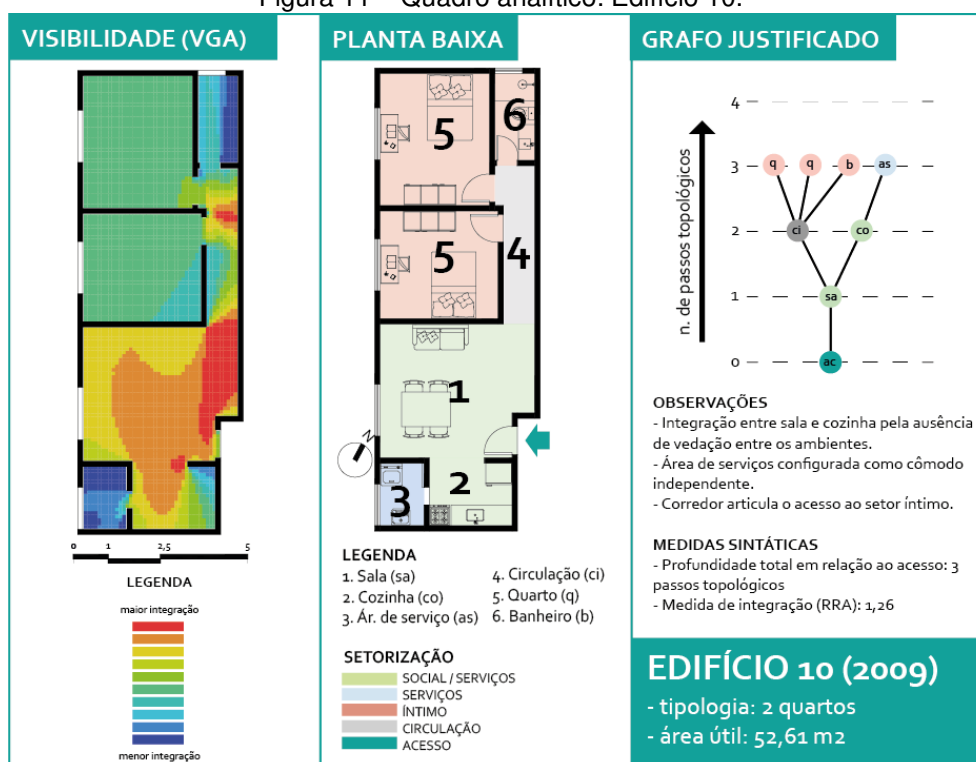 Figura 11 – Quadro analítico: Edifício 10.
VISIBILIDADE (VGA)
0 1 2,5 5
LEGENDA
maior integração
menor integração
PLANTA BAIXA
5
6
5
4
1
N
2
3
LEGENDA
1. Sala (sa)
2. Cozinha (co)
3. Ár. de serviço (as)
4. Circulação (ci)
5. Quarto (q)
6. Banheiro (b)
SETORIZAÇÃO
SOCIAL / SERVIÇOS
SERVIÇOS
ÍNTIMO
CIRCULAÇÃO
ACESSO
GRAFO JUSTIFICADO
n. de passos topológicos
4
3 q q b as
2 ci co
1 sa
0 ac
OBSERVAÇÕES
- Integração entre sala e cozinha pela ausência
de vedação entre os ambientes.
- Área de serviços configurada como cômodo
independente.
- Corredor articula o acesso ao setor íntimo.
MEDIDAS SINTÁTICAS
- Profundidade total em relação ao acesso: 3
passos topológicos
- Medida de integração (RRA): 1,26
EDIFÍCIO 10 (2009)
- tipologia: 2 quartos
- área útil: 52,61 m2